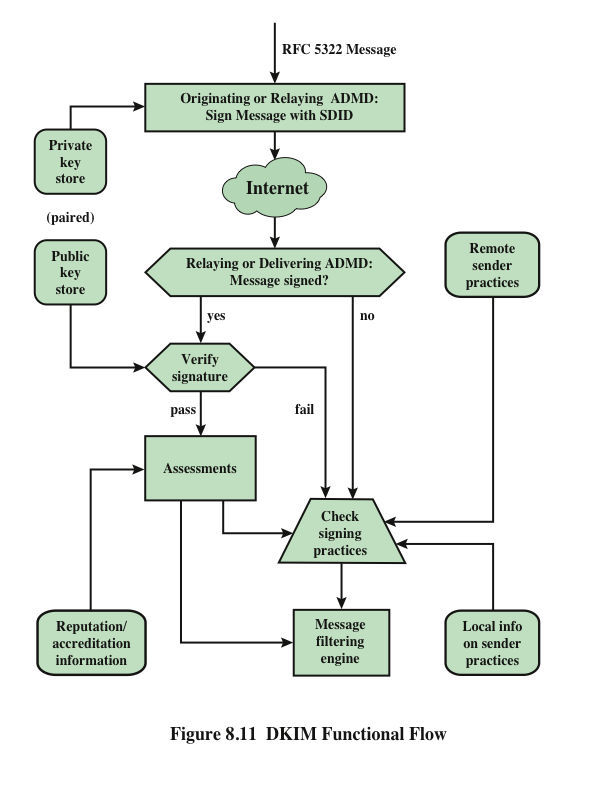 RFC 5322 Message
Originating or Relaying ADMD:
Sign Message with SDID
Private
key
store
Internet
(paired)
Public
key
store
Relaying or Delivering ADMD:
Message signed?
Remote
sender
practices
yes
no
Verify
signature
pass
fail
Assessments
Check
signing
practices
Reputation/
accreditation
information
Message
filtering
engine
Local info
on sender
practices
Figure 8.11 DKIM Functional Flow